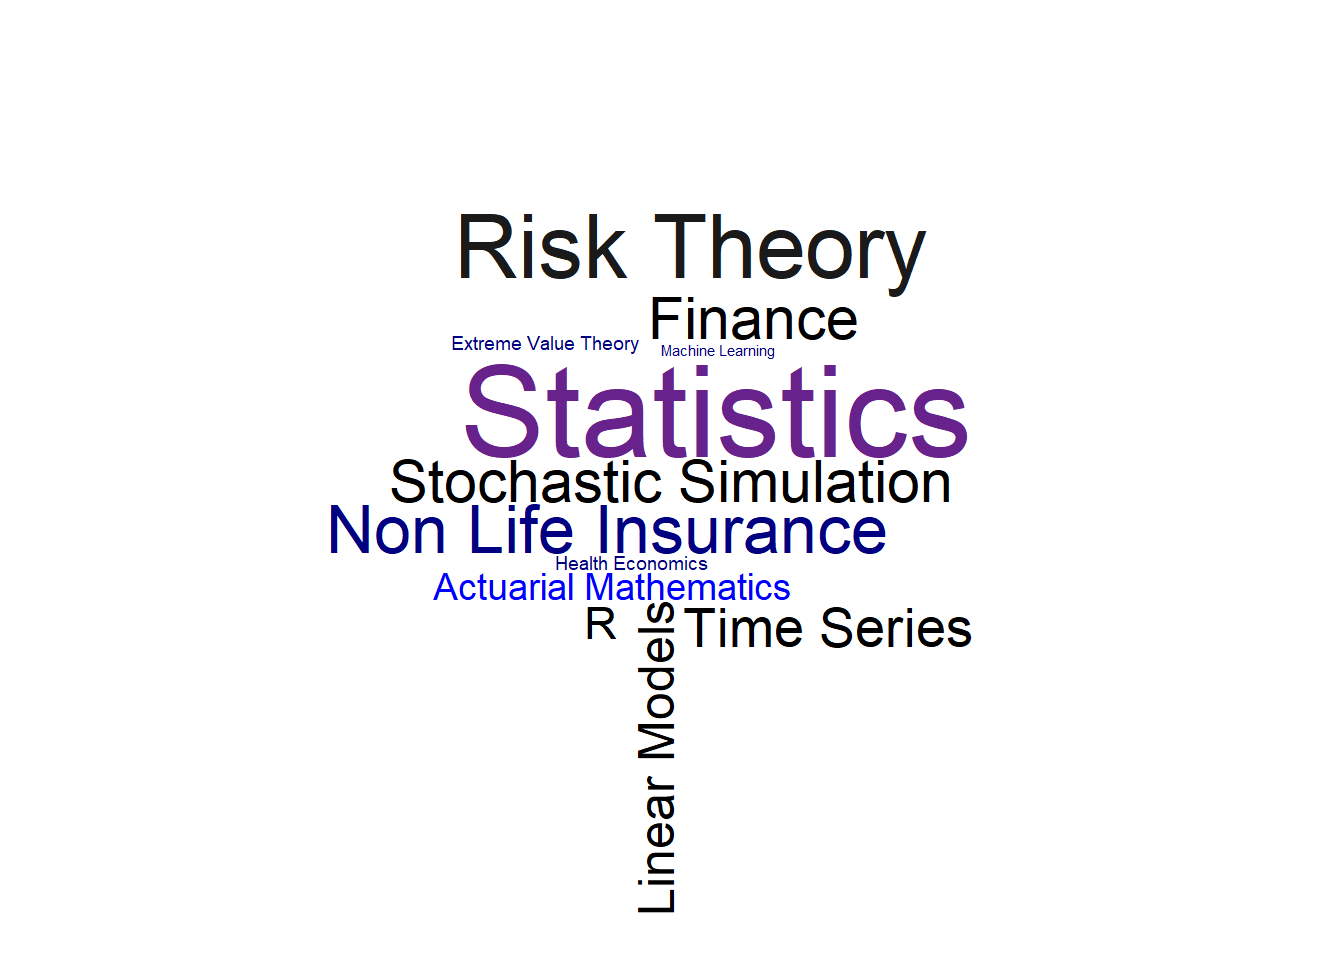 Risk Theory
Finance
Extreme Value Theory
Machine Learning
Statistics
Stochastic Simulation
Non Life Insurance
Health Economics
Actuarial Mathematics
R
Time Series
Linear Models